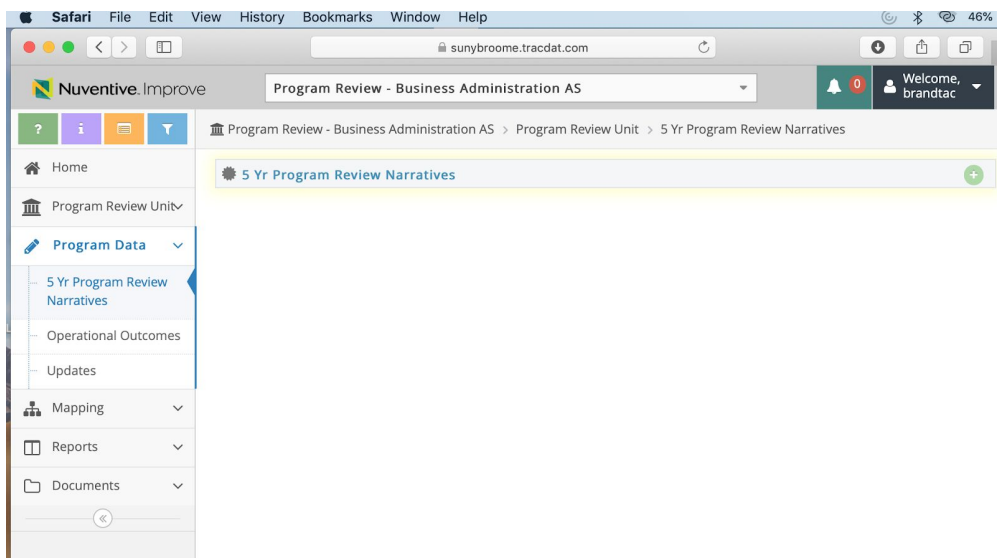 Safari File Edit View History Bookmarks Window Help 46%
sunybroome.tracdat.com
Nuventive. Improve
Program Review - Business Administration AS
0
Welcome,
brandtac
? i
Program Review - Business Administration AS > Program Review Unit > 5 Yr Program Review Narratives
Home
5 Yr Program Review Narratives
Program Review Unit
Program Data
5 Yr Program Review
Narratives
Operational Outcomes
Updates
Mapping
Reports
Documents